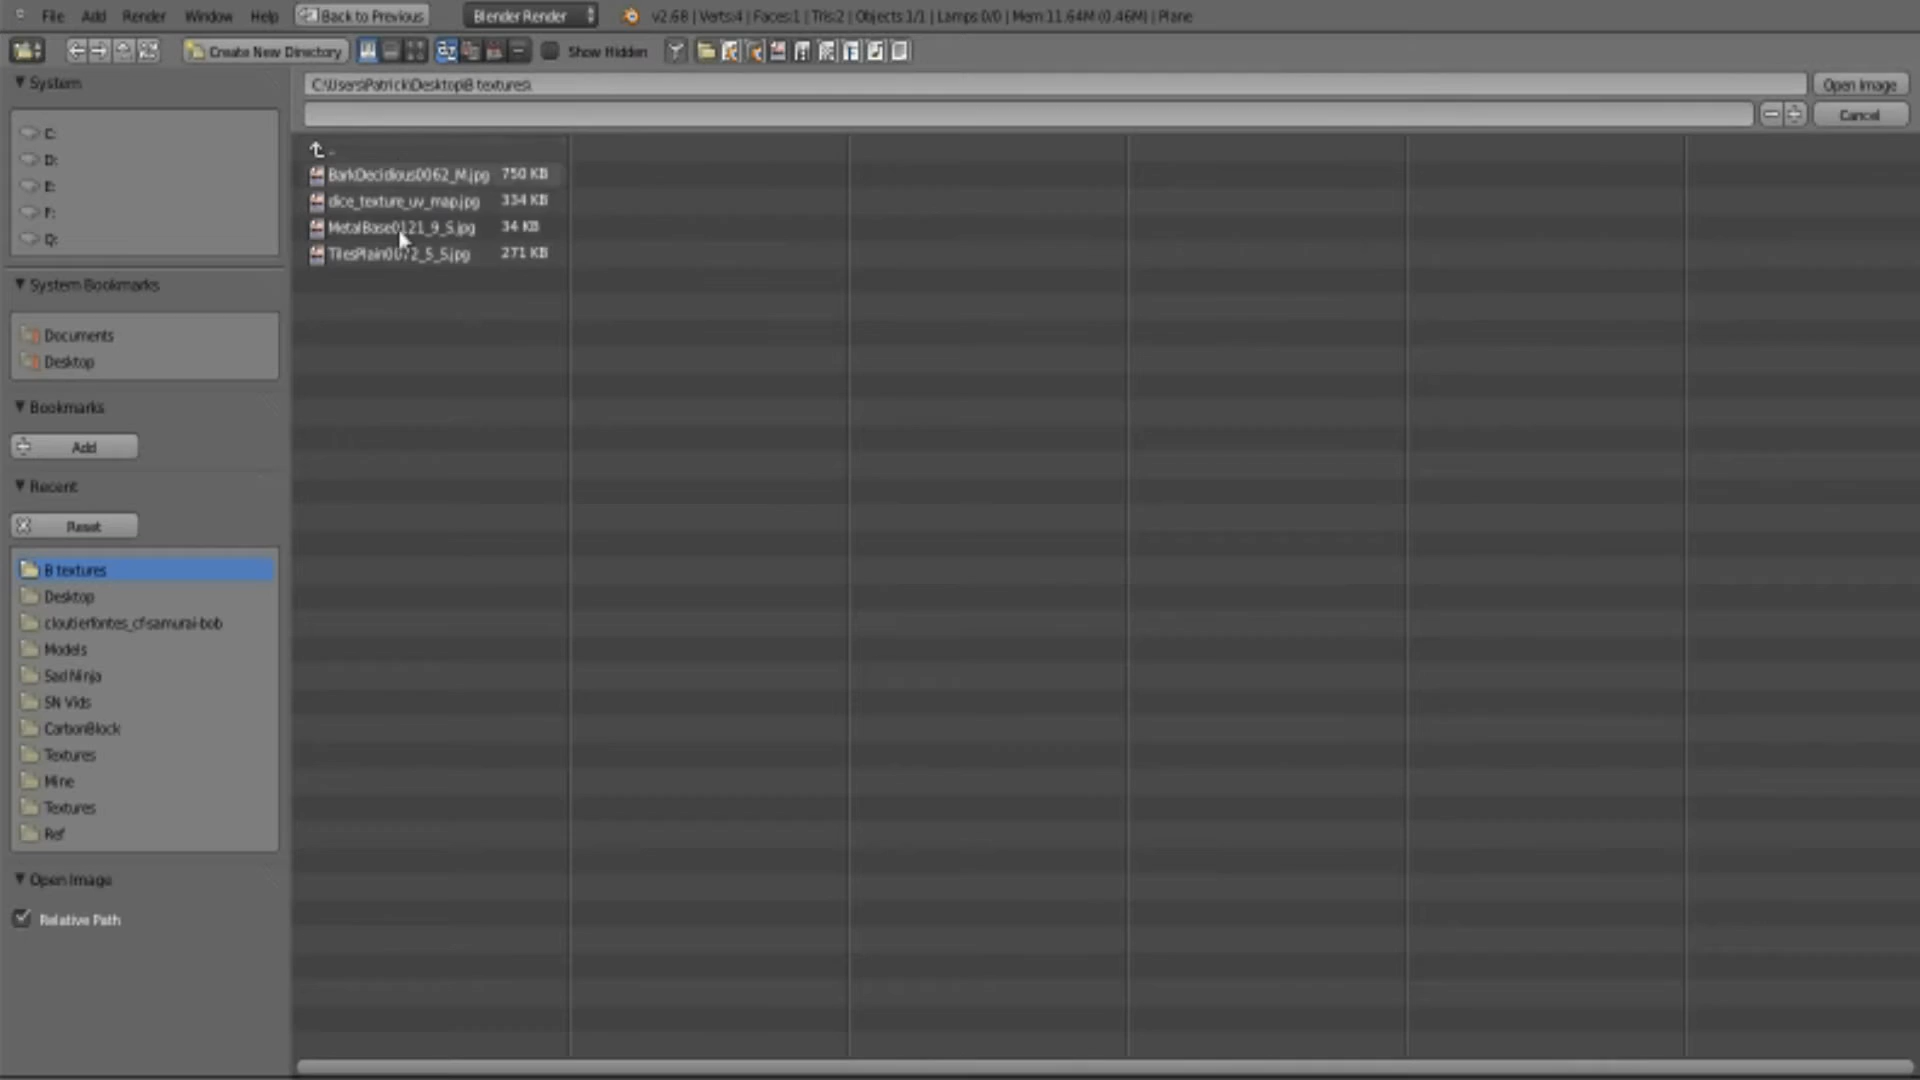 File Add Render Window Help Back to Previous Blender Render v2.68 | Verts:4 | Faces:1 | Tris:2 | Objects:1/1 | Lamps:0/0 | Mem:11.64M (0.46M) | Plane
Create New Directory Show Hidden
System
C:\Users\Patrick\Desktop\B textures\ Open Image
Cancel
C:
D:
E:
F:
Q:
..
BarkDecidious0062_M.jpg 750 KB
dice_texture_uv_map.jpg 334 KB
MetalBase0121_9_S.jpg 34 KB
TilesPlain0072_5_S.jpg 271 KB
System Bookmarks
Documents
Desktop
Bookmarks
Add
Recent
Reset
B textures
Desktop
cloutierfontes_cf-samurai-bob
Models
Sad Ninja
SN Vids
CarbonBlock
Textures
Mine
Textures
Ref
Open Image
Relative Path